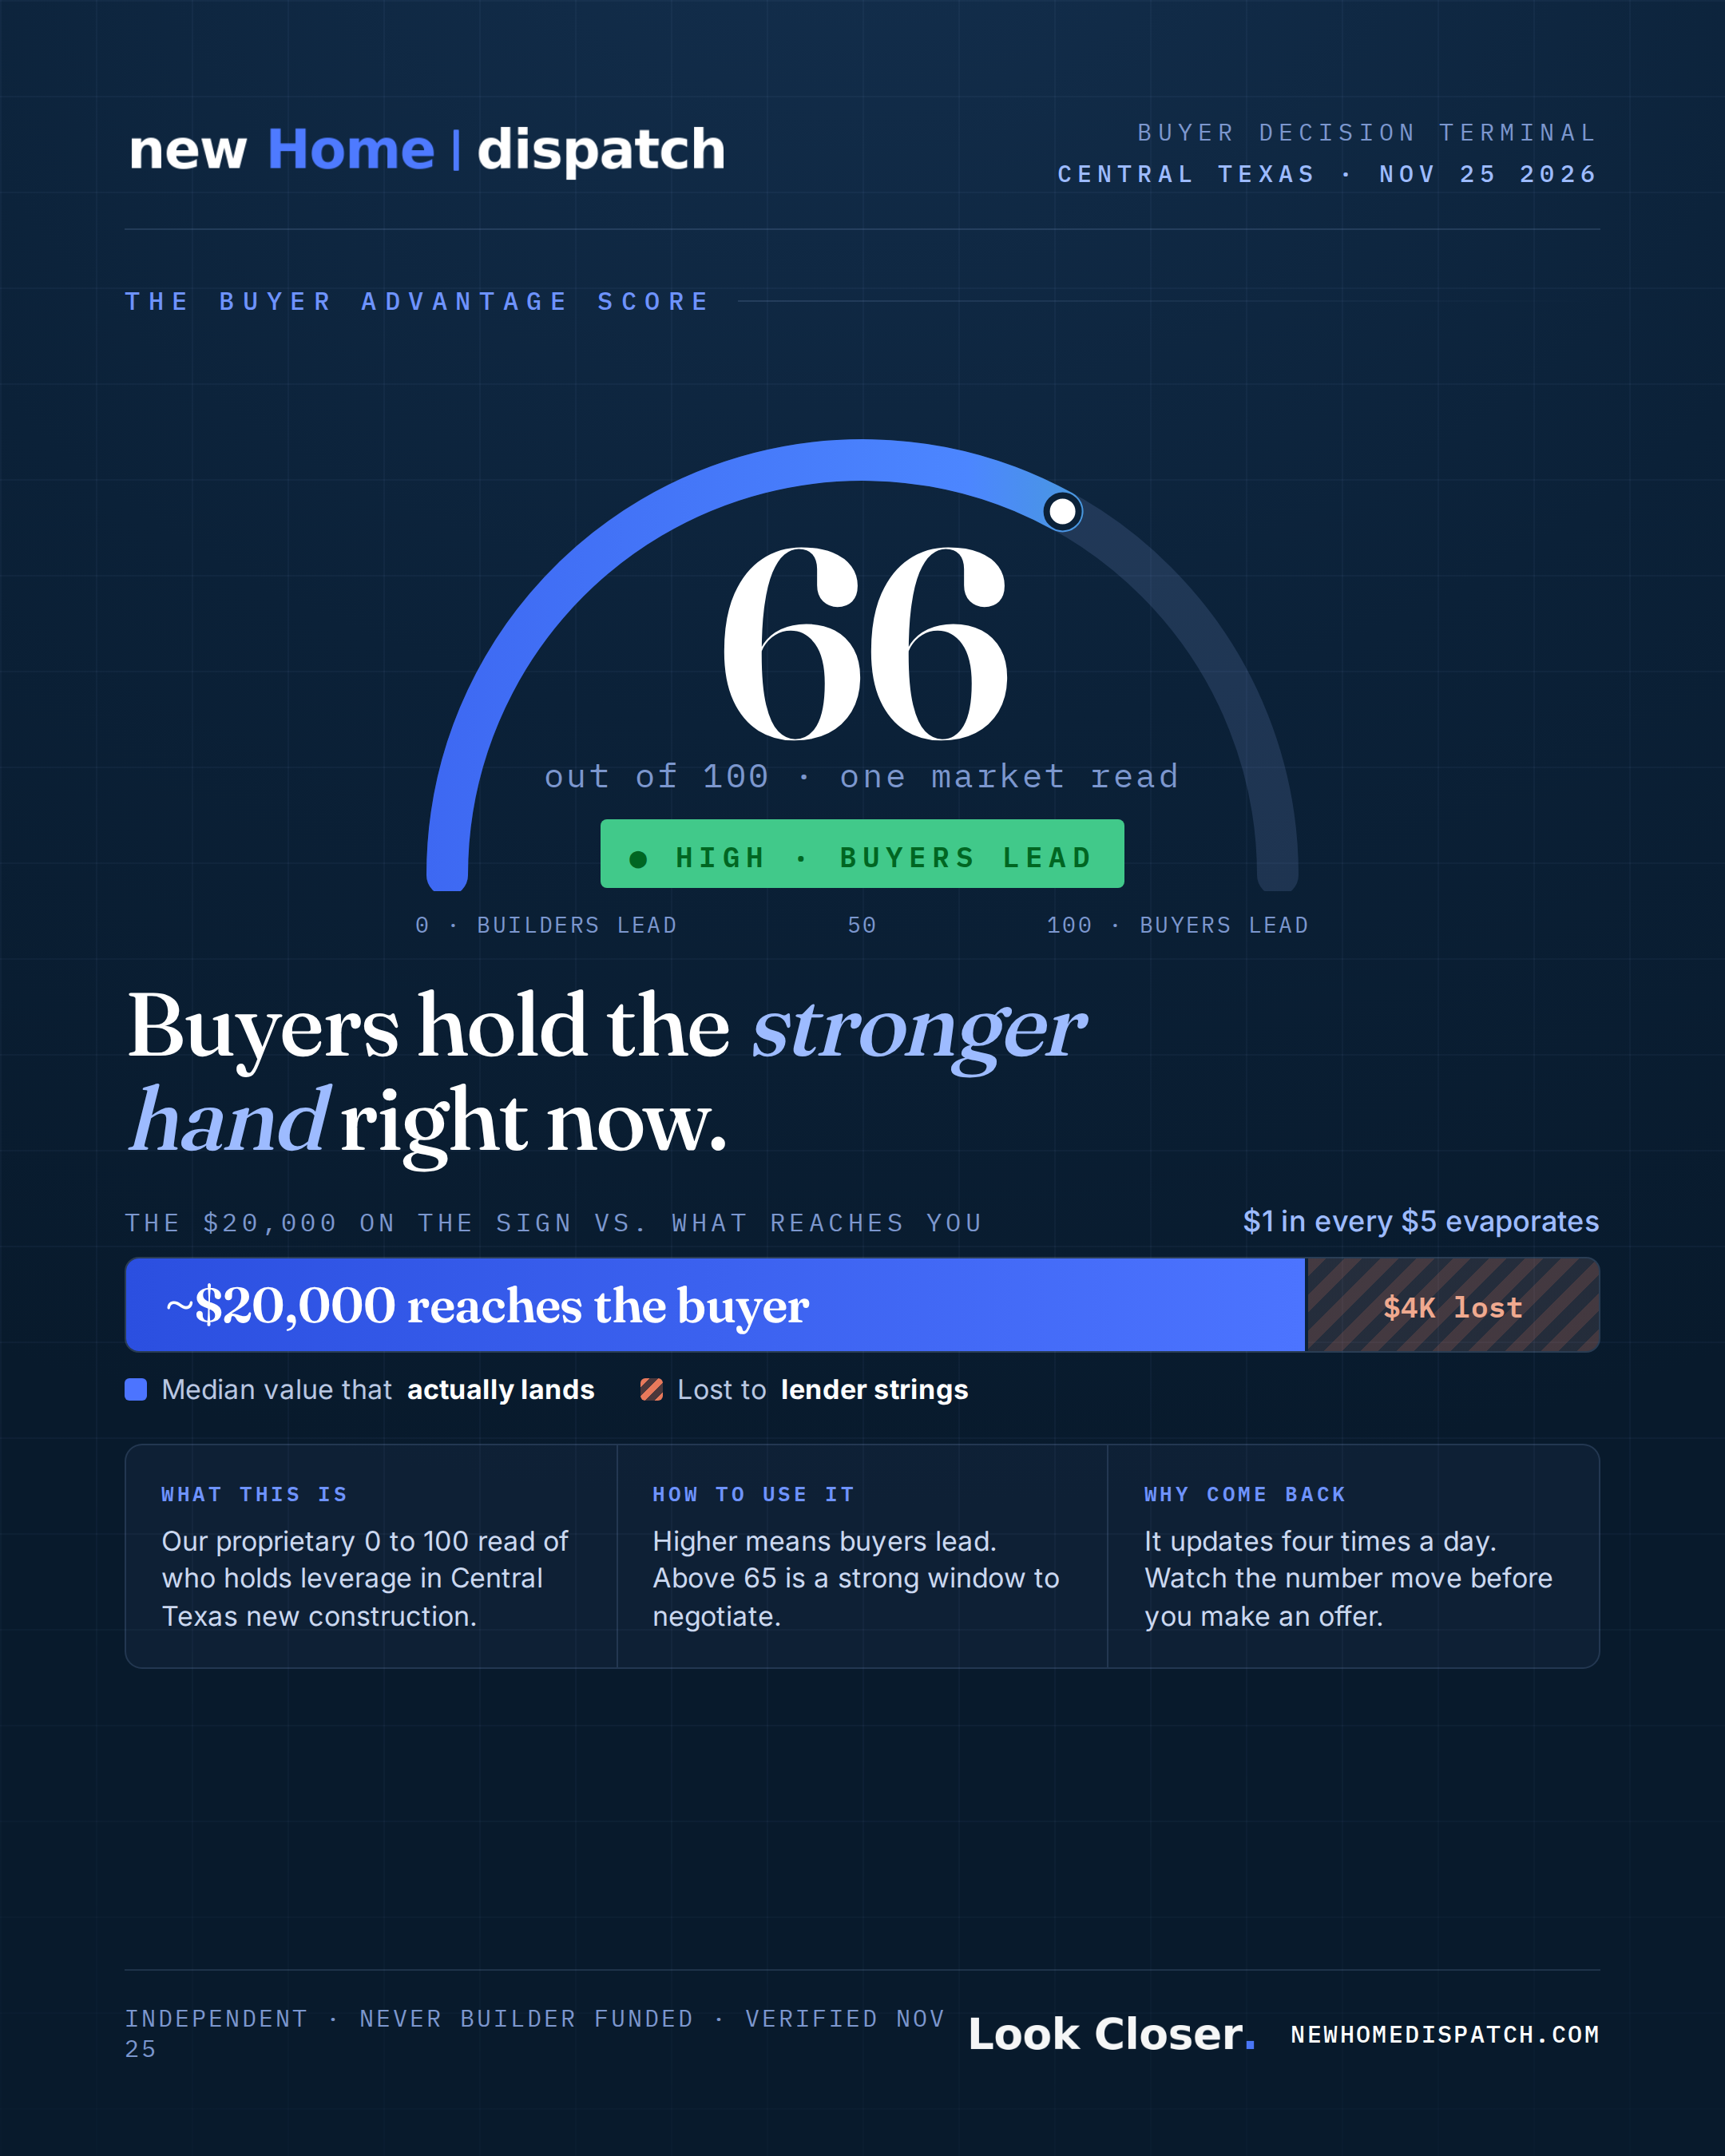 new Home | dispatch
BUYER DECISION TERMINAL
CENTRAL TEXAS · NOV 25 2026
THE BUYER ADVANTAGE SCORE
66
out of 100 · one market read
● HIGH · BUYERS LEAD
0 · BUILDERS LEAD
50
100 · BUYERS LEAD
Buyers hold the stronger
hand right now.
THE $20,000 ON THE SIGN VS. WHAT REACHES YOU
$1 in every $5 evaporates
~$20,000 reaches the buyer
$4K lost
Median value that actually lands
Lost to lender strings
WHAT THIS IS
Our proprietary 0 to 100 read of
who holds leverage in Central
Texas new construction.
HOW TO USE IT
Higher means buyers lead.
Above 65 is a strong window to
negotiate.
WHY COME BACK
It updates four times a day.
Watch the number move before
you make an offer.
INDEPENDENT · NEVER BUILDER FUNDED · VERIFIED NOV
25
Look Closer.
NEWHOMEDISPATCH.COM